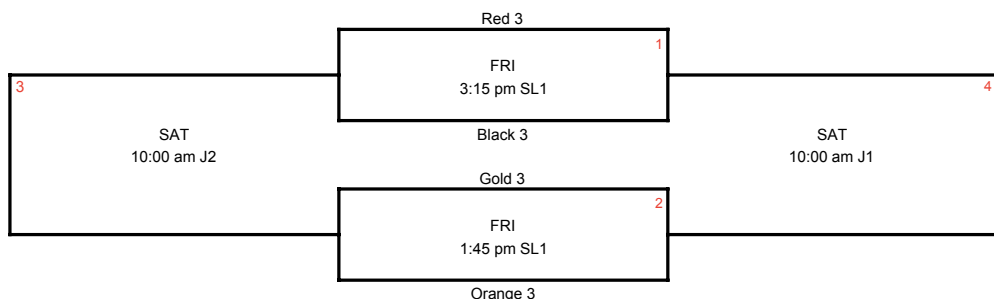 Red 3
1
FRI
3:15 pm SL1
3
4
Black 3
SAT
10:00 am J2
SAT
10:00 am J1
Gold 3
2
FRI
1:45 pm SL1
Orange 3